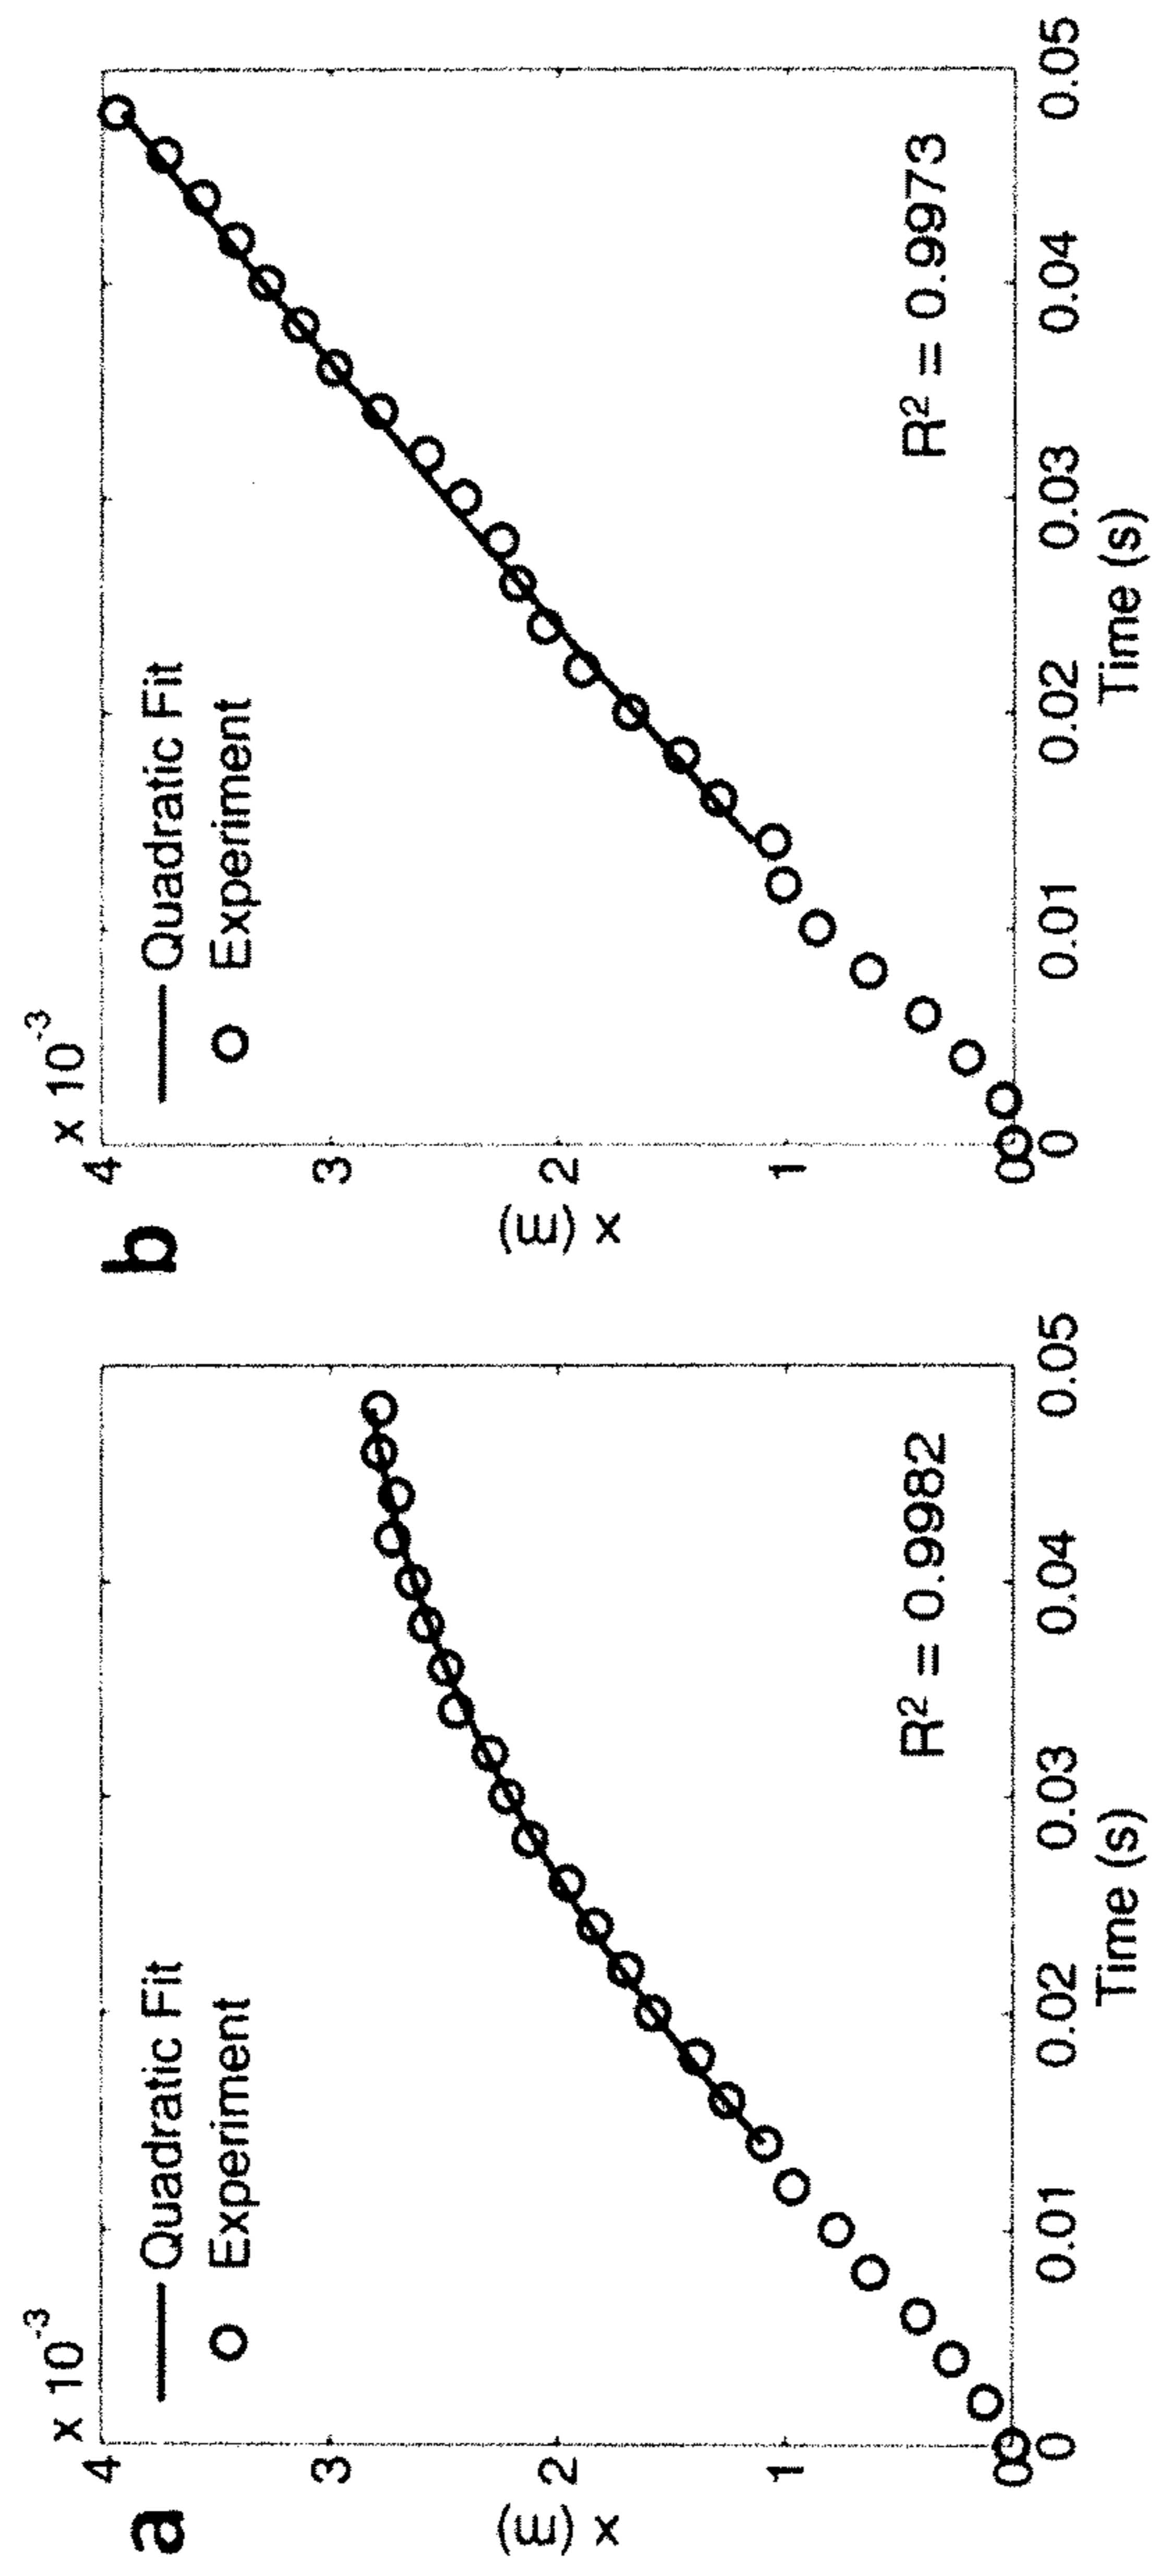 a
x 10-3
Quadratic Fit
Experiment
4
3
2
1
0
x (m)
R2 = 0.9982
0
0.01
0.02
0.03
0.04
0.05
Time (s)
b
x 10-3
Quadratic Fit
Experiment
4
3
2
1
0
x (m)
R2 = 0.9973
0
0.01
0.02
0.03
0.04
0.05
Time (s)